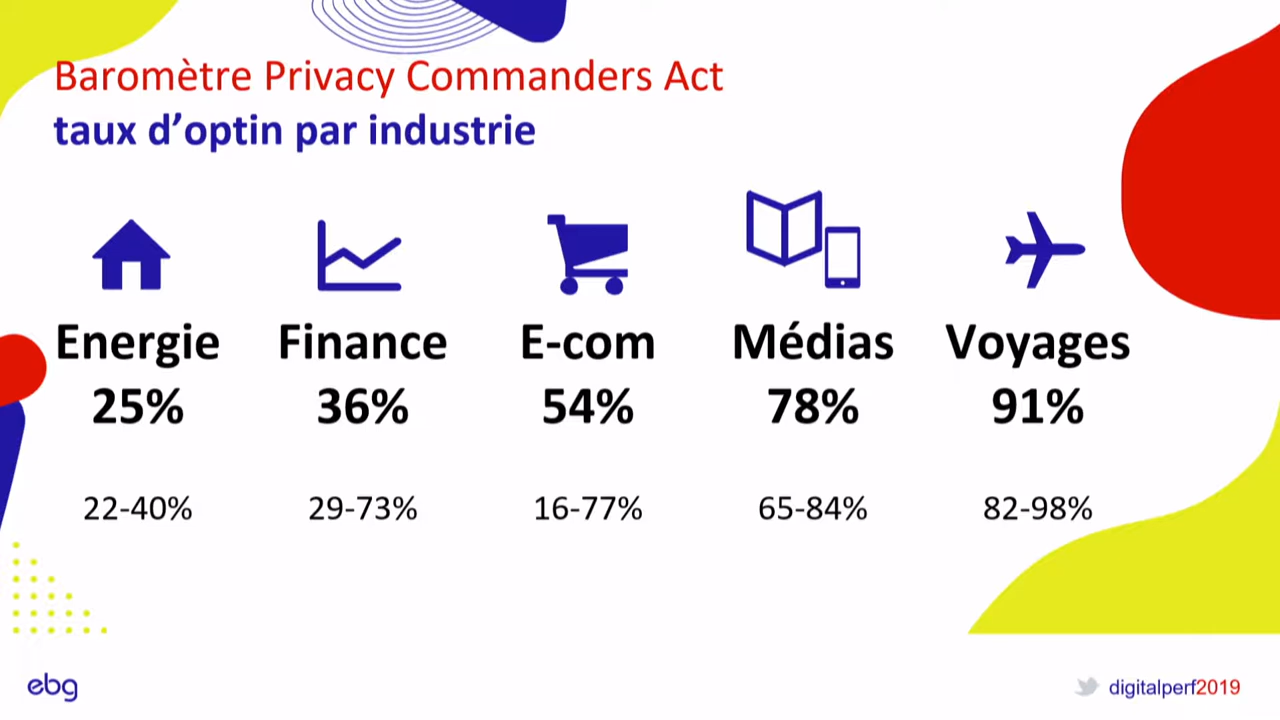 Baromètre Privacy Commanders Act
taux d’optin par industrie
Energie Finance E-com Médias Voyages
25% 36% 54% 78% 91%
22-40% 29-73% 16-77% 65-84% 82-98%
ebg
digitalperf2019